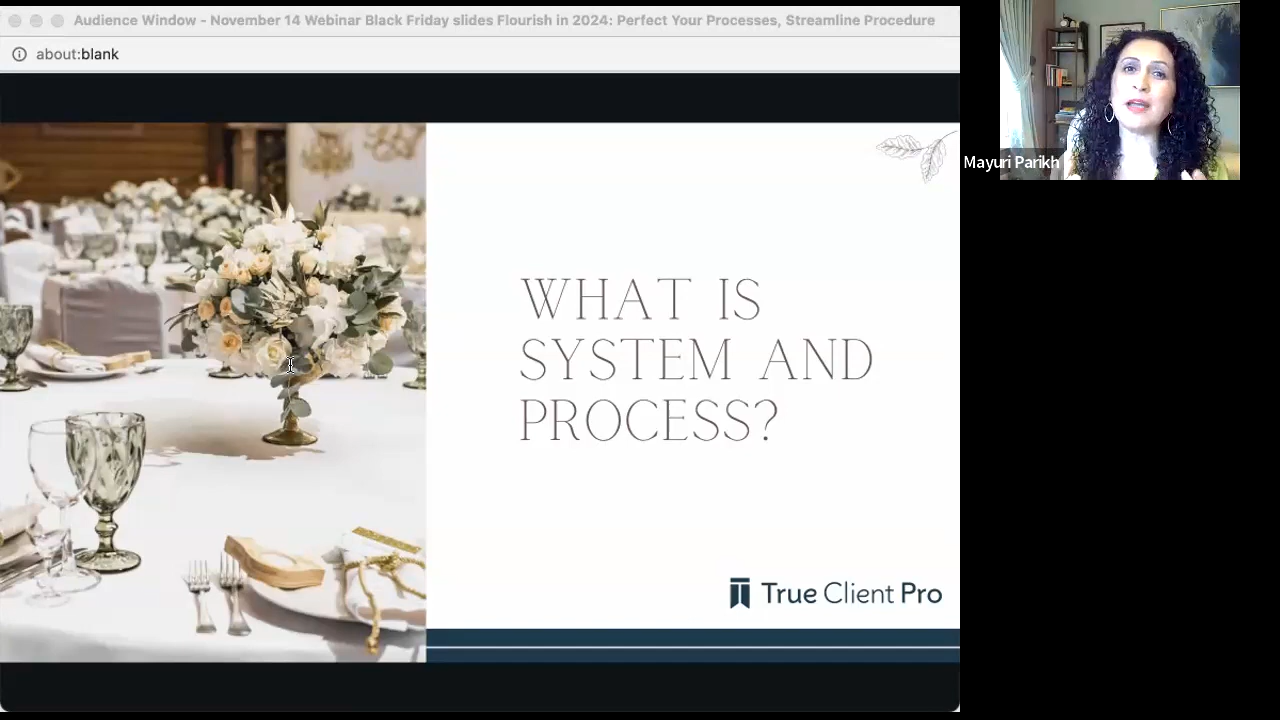 Audience Window - November 14 Webinar Black Friday slides Flourish in 2024: Perfect Your Processes, Streamline Procedure
about:blank
Mayuri Parikh
WHAT IS
SYSTEM AND
PROCESS?
True Client Pro